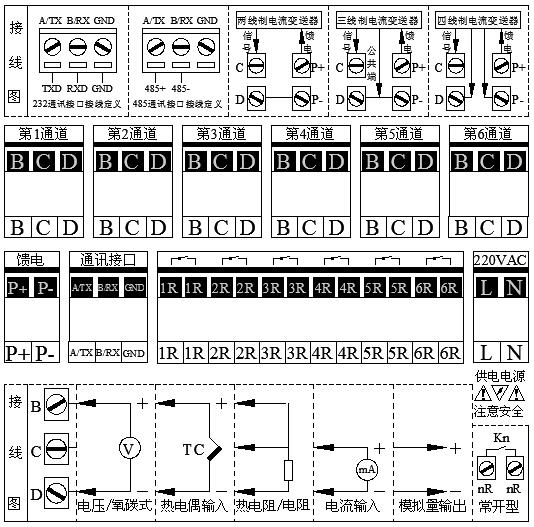 接线图
A/TX B/RX GND
TXD RXD GND
232通讯接口接线定义
A/TX B/RX GND
485+ 485-
485通讯接口接线定义
两线制电流变送器
信号 馈电
C P+
D P-
三线制电流变送器
信号 公共端 馈电
C P+
D P-
四线制电流变送器
信号 馈电
C P+
D P-
第1通道 第2通道 第3通道 第4通道 第5通道 第6通道
B C D B C D B C D B C D B C D B C D
B C D B C D B C D B C D B C D B C D
馈电 通讯接口 220VAC
P+ P- A/TX B/RX GND 1R 1R 2R 2R 3R 3R 4R 4R 5R 5R 6R 6R L N
P+ P- A/TX B/RX GND 1R 1R 2R 2R 3R 3R 4R 4R 5R 5R 6R 6R L N
接线图
B + + + +
C V TC mA
D - - - -
电压/氧碳式 热电偶输入 热电阻/电阻 电流输入 模拟量输出
供电电源
注意安全
Kn
nR nR
常开型